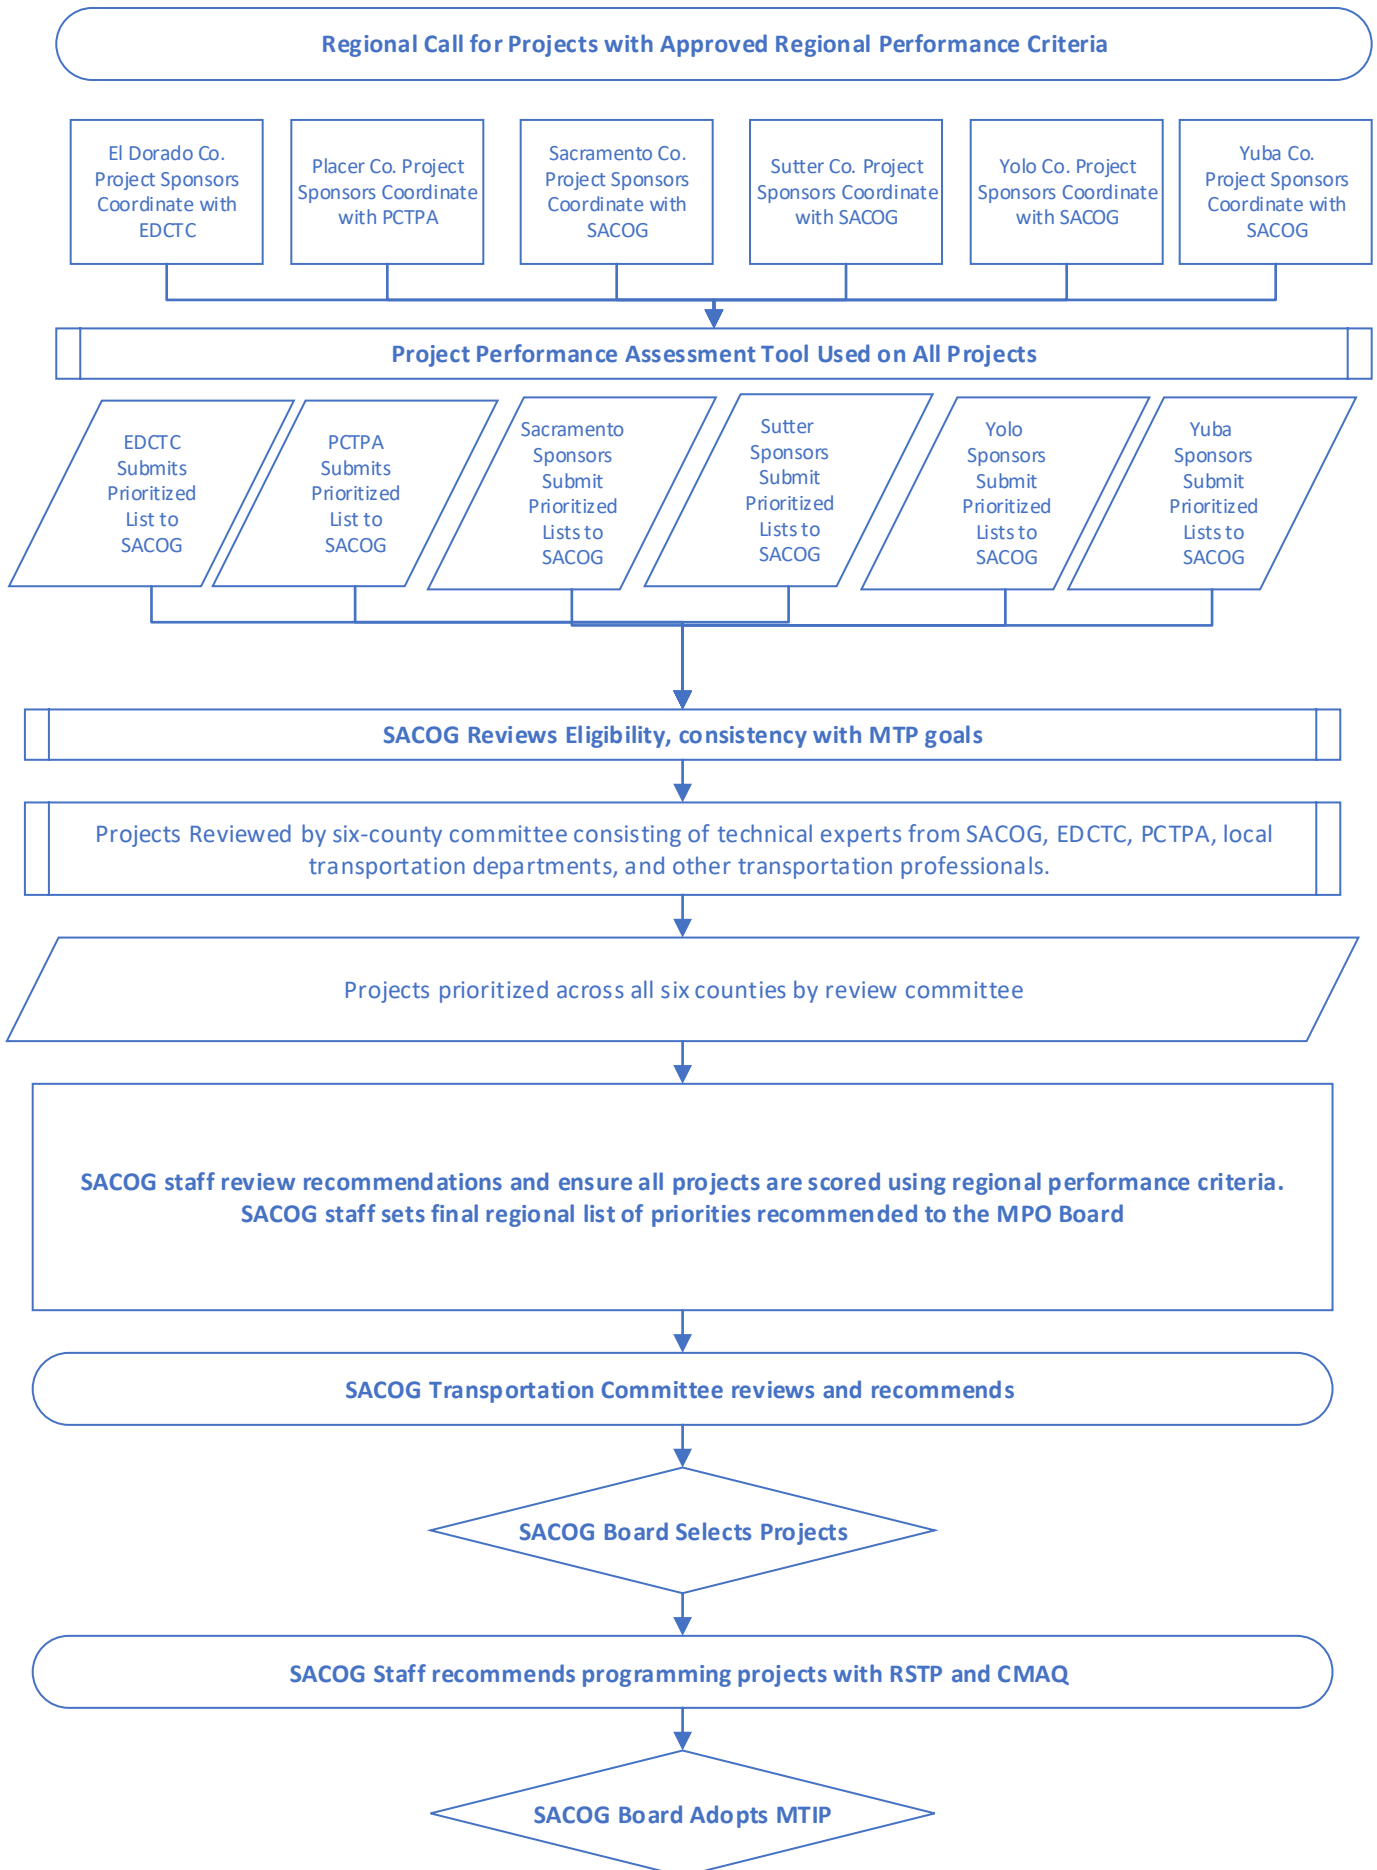 Regional Call for Projects with Approved Regional Performance Criteria
El Dorado Co.
Project Sponsors
Coordinate with
EDCTC
Placer Co. Project
Sponsors Coordinate
with PCTPA
Sacramento Co.
Project Sponsors
Coordinate with
SACOG
Sutter Co. Project
Sponsors Coordinate
with SACOG
Yolo Co. Project
Sponsors Coordinate
with SACOG
Yuba Co.
Project Sponsors
Coordinate with
SACOG
Project Performance Assessment Tool Used on All Projects
EDCTC
Submits
Prioritized
List to
SACOG
PCTPA
Submits
Prioritized
List to
SACOG
Sacramento
Sponsors
Submit
Prioritized
Lists to
SACOG
Sutter
Sponsors
Submit
Prioritized
Lists to
SACOG
Yolo
Sponsors
Submit
Prioritized
Lists to
SACOG
Yuba
Sponsors
Submit
Prioritized
Lists to
SACOG
SACOG Reviews Eligibility, consistency with MTP goals
Projects Reviewed by six-county committee consisting of technical experts from SACOG, EDCTC, PCTPA, local
transportation departments, and other transportation professionals.
Projects prioritized across all six counties by review committee
SACOG staff review recommendations and ensure all projects are scored using regional performance criteria.
SACOG staff sets final regional list of priorities recommended to the MPO Board
SACOG Transportation Committee reviews and recommends
SACOG Board Selects Projects
SACOG Staff recommends programming projects with RSTP and CMAQ
SACOG Board Adopts MTIP